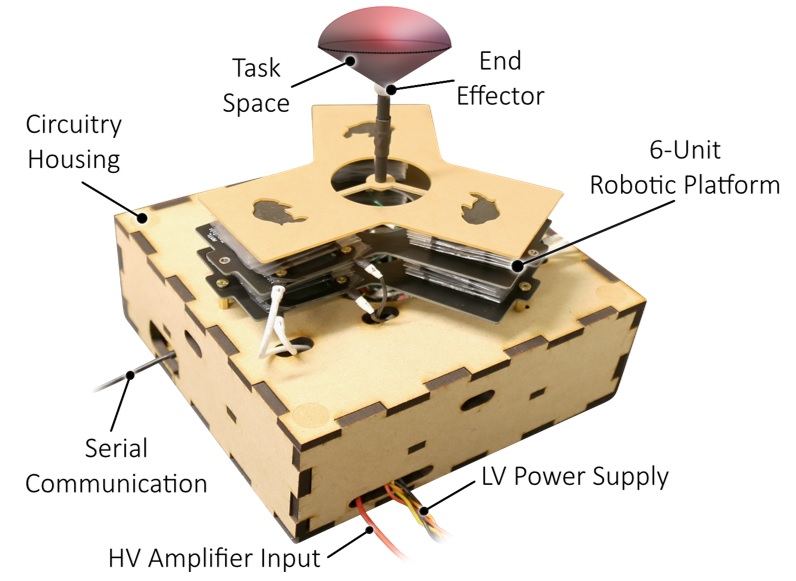 Task
Space
End
Effector
Circuitry
Housing
6-Unit
Robotic Platform
Serial
Communication
LV Power Supply
HV Amplifier Input